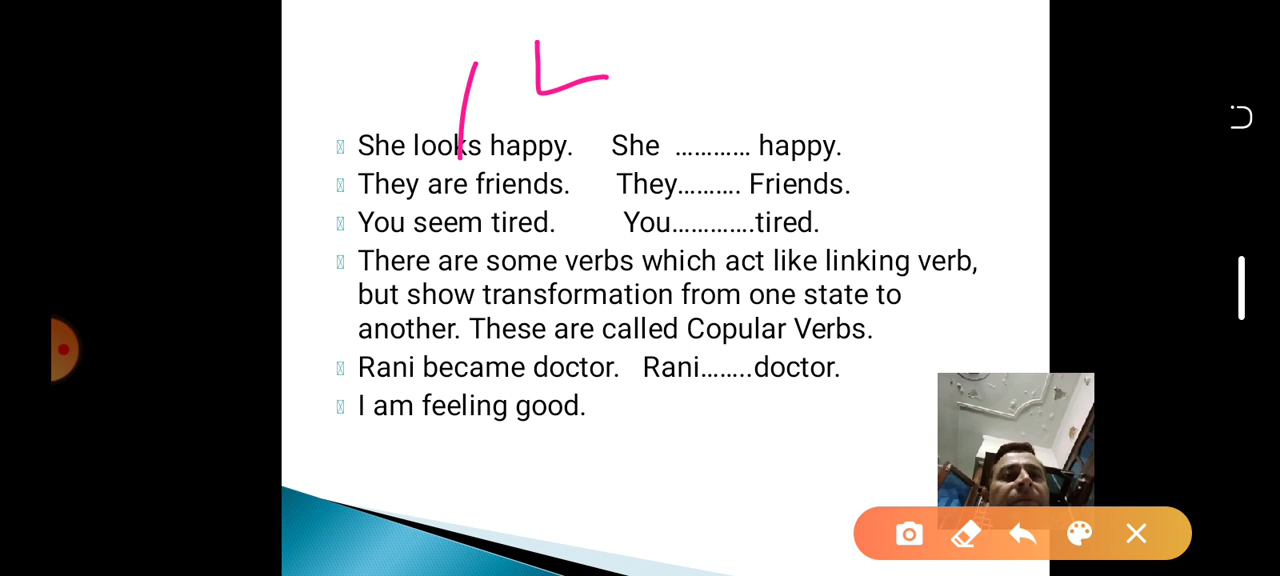 She looks happy. She ………… happy.
They are friends. They………. Friends.
You seem tired. You………….tired.
There are some verbs which act like linking verb,
but show transformation from one state to
another. These are called Copular Verbs.
Rani became doctor. Rani……..doctor.
I am feeling good.